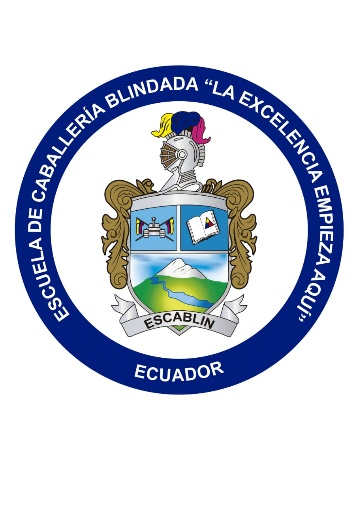 ESCUELA DE CABALLERÍA BLINDADA "LA EXCELENCIA EMPIEZA AQUÍ"
ESCABLIN
ECUADOR